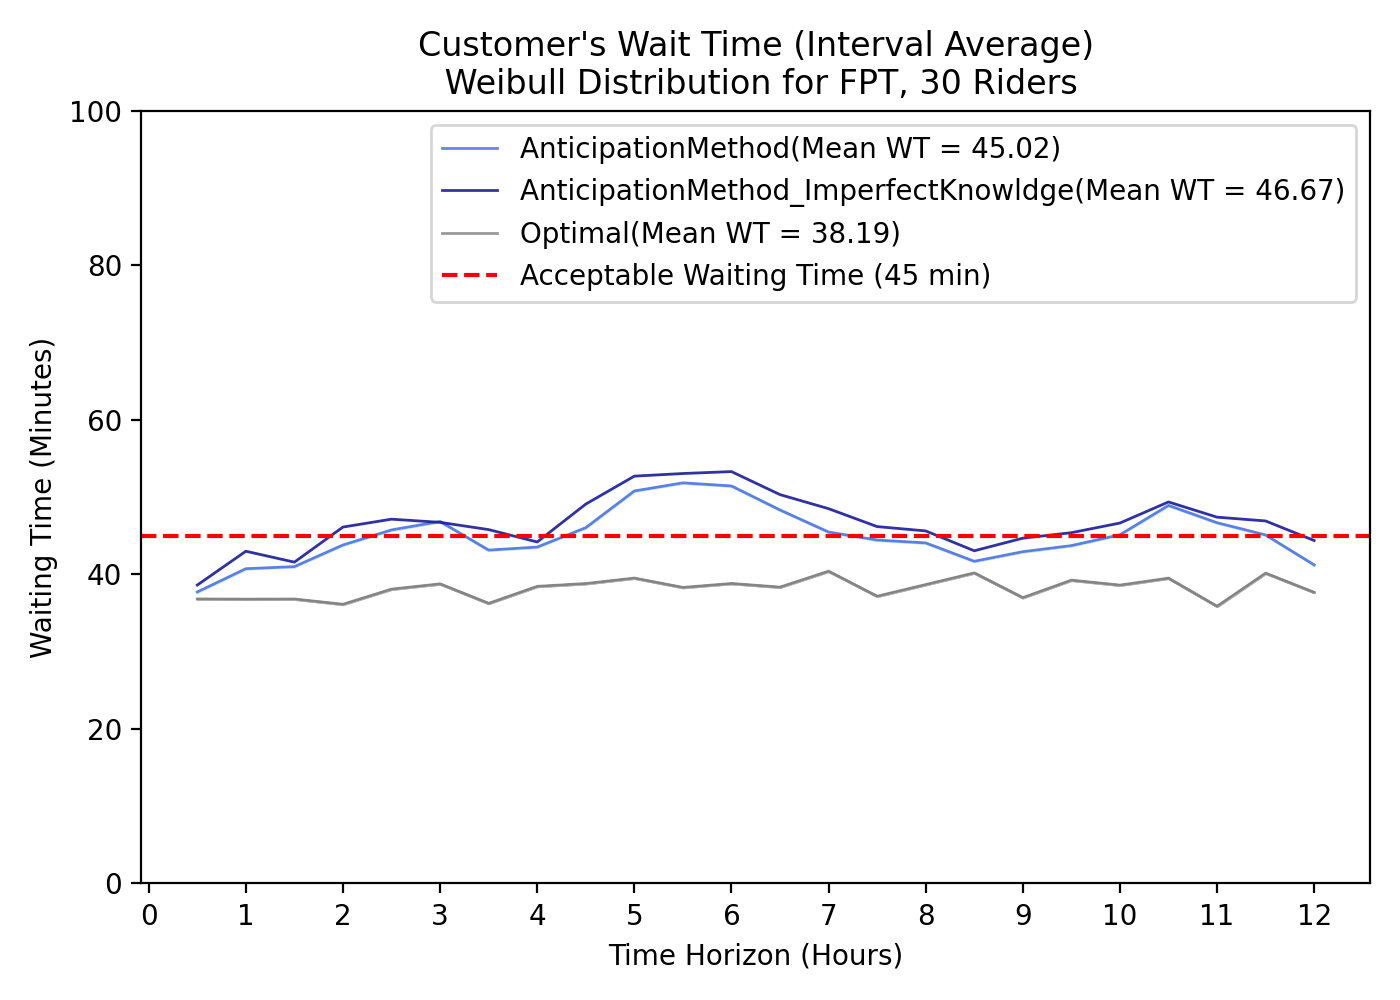 Customer's Wait Time (Interval Average)
Weibull Distribution for FPT, 30 Riders
100
80
60
40
20
0
Waiting Time (Minutes)
AnticipationMethod(Mean WT = 45.02)
AnticipationMethod_ImperfectKnowldge(Mean WT = 46.67)
Optimal(Mean WT = 38.19)
Acceptable Waiting Time (45 min)
0 1 2 3 4 5 6 7 8 9 10 11 12
Time Horizon (Hours)